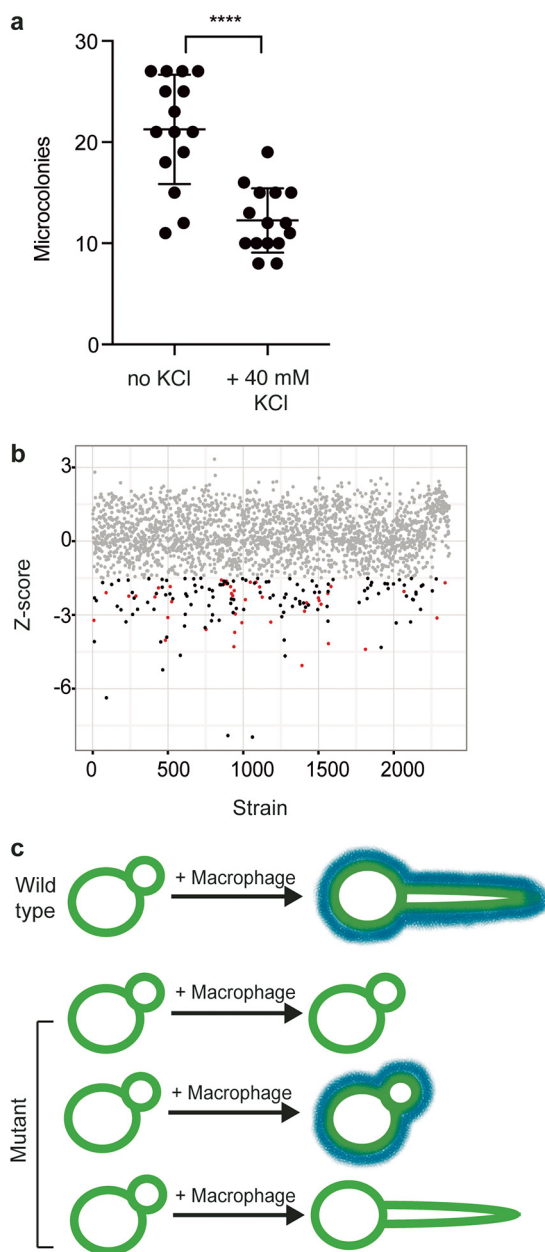 a
****
30
20
10
0
Microcolonies
no KCl
+ 40 mM
KCl
b
3
0
-3
-6
Z-score
0
500
1000
1500
2000
Strain
c
Wild
type
+ Macrophage
Mutant
+ Macrophage
+ Macrophage
+ Macrophage